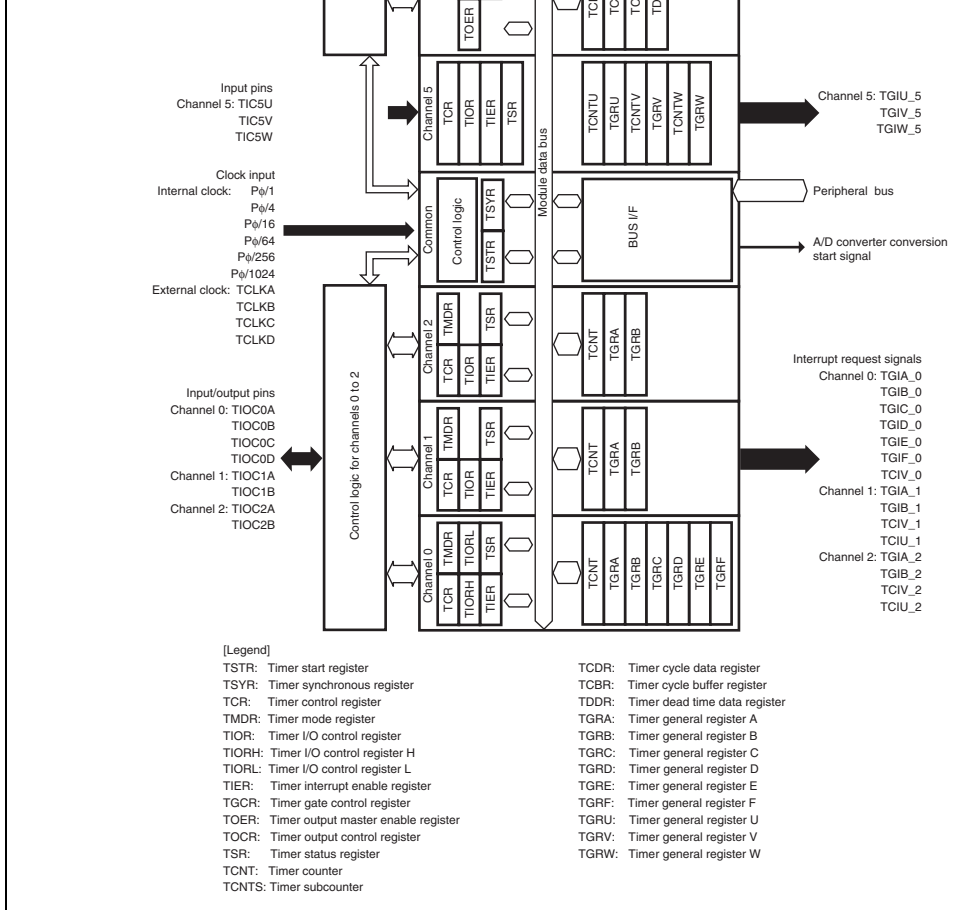 TOER
Input pins
Channel 5: TIC5U
TIC5V
TIC5W
Channel 5
TCR
TIOR
TIER
TSR
TCNTU
TGRU
TCNTV
TGRV
TCNTW
TGRW
Channel 5: TGIU_5
TGIV_5
TGIW_5
Module data bus
Clock input
Internal clock: Pϕ/1
Pϕ/4
Pϕ/16
Pϕ/64
Pϕ/256
Pϕ/1024
External clock: TCLKA
TCLKB
TCLKC
TCLKD
Common
Control logic
TSYR
TSTR
BUS I/F
Peripheral bus
A/D converter conversion
start signal
Control logic for channels 0 to 2
Channel 2
TMDR
TSR
TCR
TIOR
TIER
TCNT
TGRA
TGRB
Input/output pins
Channel 0: TIOC0A
TIOC0B
TIOC0C
TIOC0D
Channel 1: TIOC1A
TIOC1B
Channel 2: TIOC2A
TIOC2B
Channel 1
TMDR
TSR
TCR
TIOR
TIER
TCNT
TGRA
TGRB
Channel 0
TMDR
TIORL
TSR
TCR
TIORH
TIER
TCNT
TGRA
TGRB
TGRC
TGRD
TGRE
TGRF
Interrupt request signals
Channel 0: TGIA_0
TGIB_0
TGIC_0
TGID_0
TGIE_0
TGIF_0
TCIV_0
Channel 1: TGIA_1
TGIB_1
TCIV_1
TCIU_1
Channel 2: TGIA_2
TGIB_2
TCIV_2
TCIU_2
[Legend]
TSTR: Timer start register
TSYR: Timer synchronous register
TCR: Timer control register
TMDR: Timer mode register
TIOR: Timer I/O control register
TIORH: Timer I/O control register H
TIORL: Timer I/O control register L
TIER: Timer interrupt enable register
TGCR: Timer gate control register
TOER: Timer output master enable register
TOCR: Timer output control register
TSR: Timer status register
TCNT: Timer counter
TCNTS: Timer subcounter
TCDR: Timer cycle data register
TCBR: Timer cycle buffer register
TDDR: Timer dead time data register
TGRA: Timer general register A
TGRB: Timer general register B
TGRC: Timer general register C
TGRD: Timer general register D
TGRE: Timer general register E
TGRF: Timer general register F
TGRU: Timer general register U
TGRV: Timer general register V
TGRW: Timer general register W